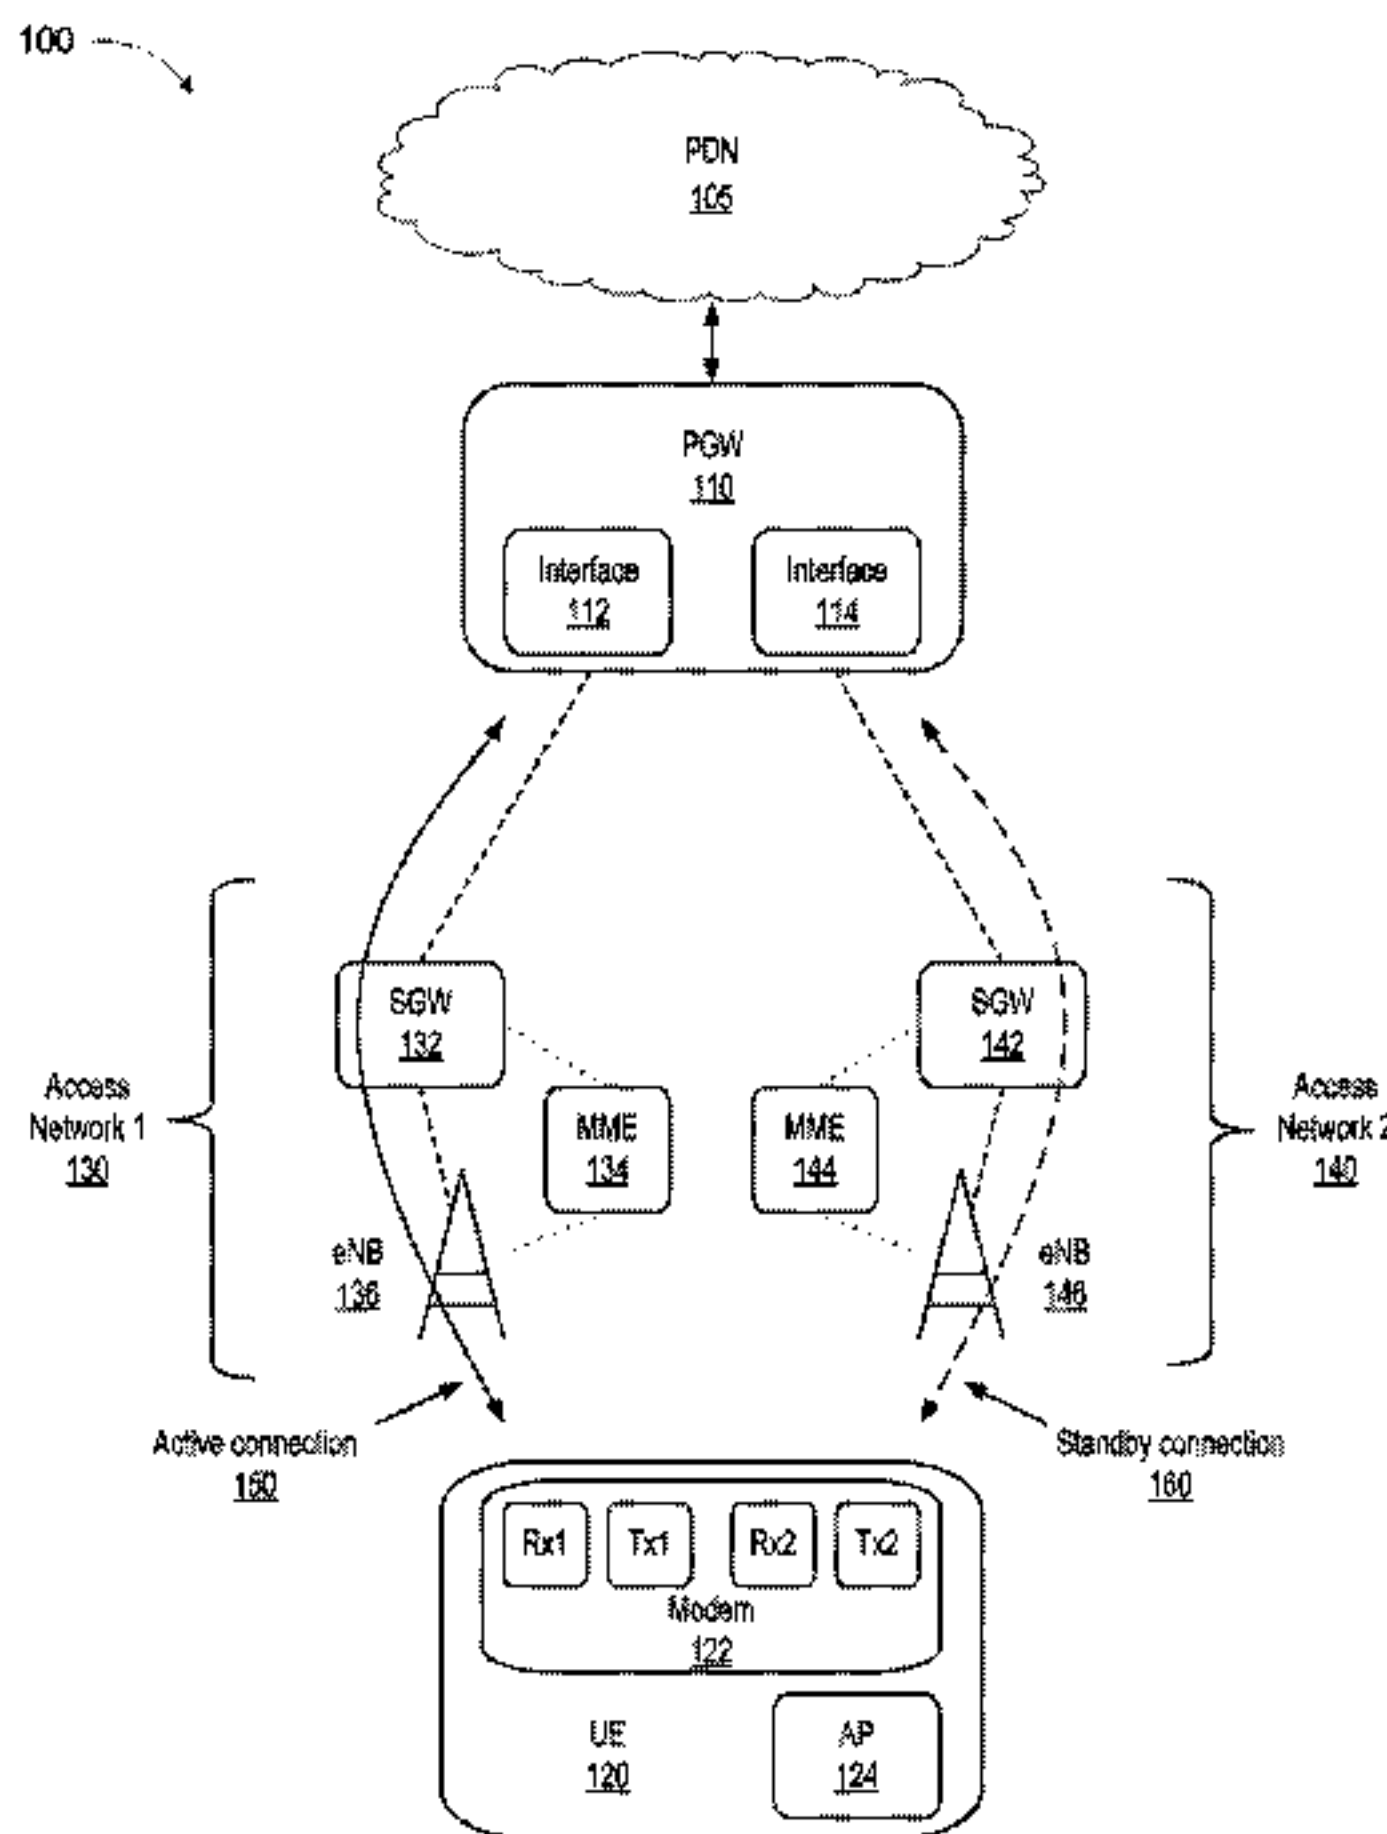 100
PDN
105
PGW
110
Interface
112
Interface
114
SGW
132
SGW
142
Access
Network 1
130
MME
134
MME
144
Access
Network 2
140
eNB
136
eNB
146
Active connection
150
Standby connection
160
Rx1
Tx1
Rx2
Tx2
Modem
122
UE
120
AP
124